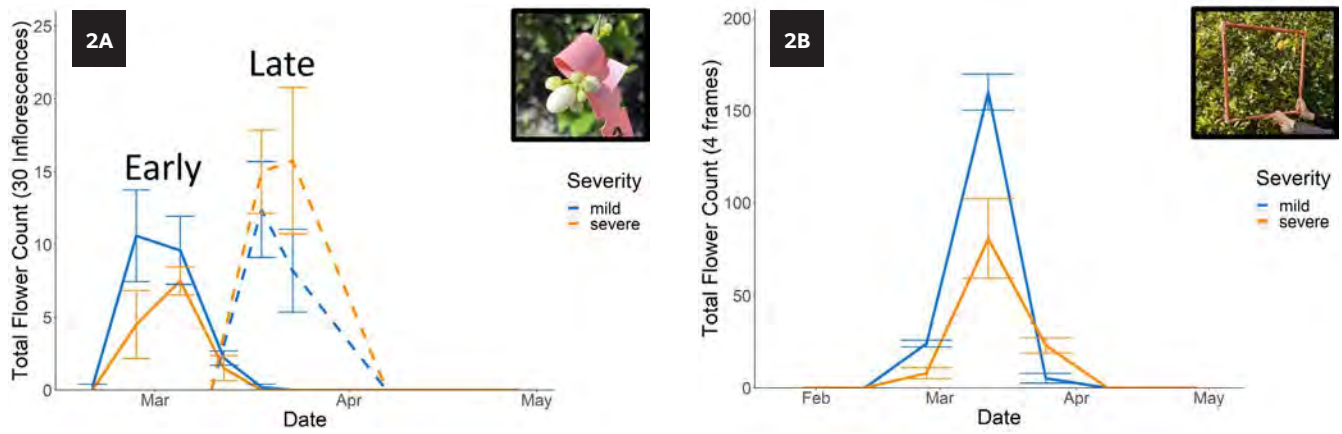 2A
Early
Late
Total Flower Count (30 Inflorescences)
25
20
15
10
5
0
Mar
Apr
May
Date
Severity
mild
severe
2B
Total Flower Count (4 frames)
200
150
100
50
0
Feb
Mar
Apr
May
Date
Severity
mild
severe